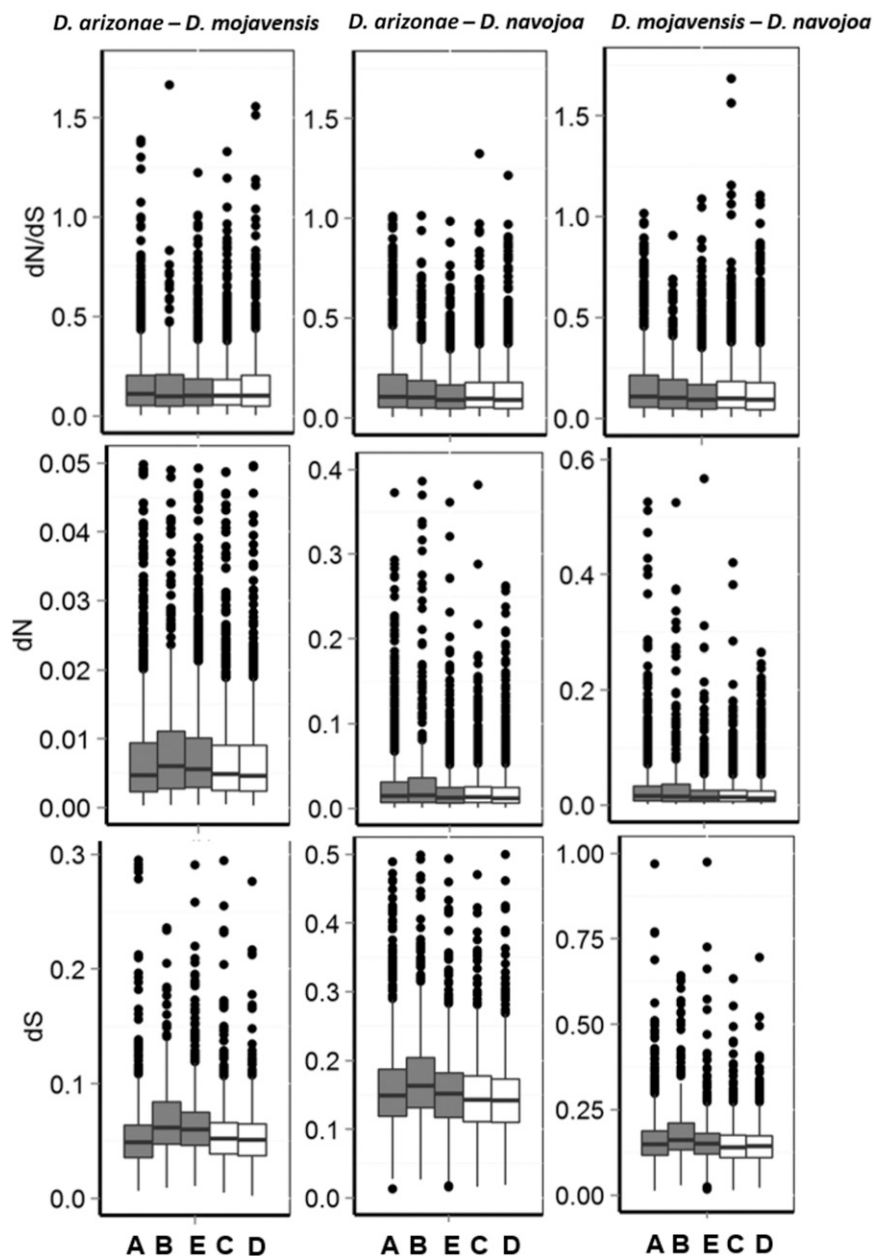 D. arizonae – D. mojavensis D. arizonae – D. navojoa D. mojavensis – D. navojoa
dN/dS
1.5 1.5 1.5
1.0 1.0 1.0
0.5 0.5 0.5
0.0 0.0 0.0
dN
0.05 0.4 0.6
0.04 0.3 0.4
0.03 0.2 0.2
0.02 0.1 0.0
0.01 0.0
0.00
dS
0.3 0.5 1.00
0.2 0.4 0.75
0.1 0.3 0.50
0.0 0.2 0.25
0.1 0.00
0.0
A B E C D A B E C D A B E C D